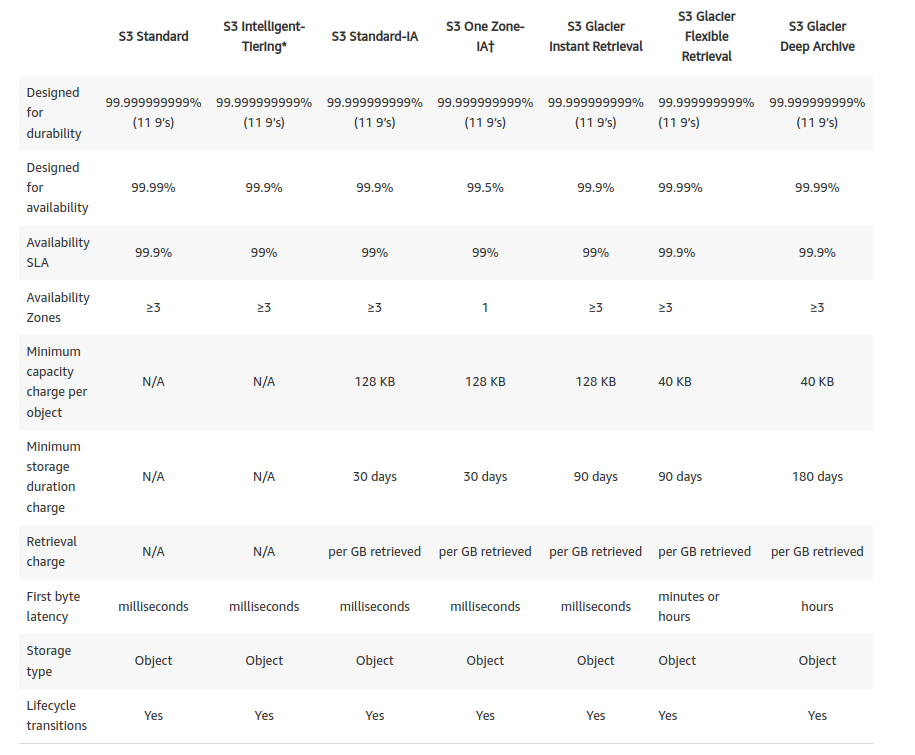 S3 Standard S3 Intelligent-Tiering* S3 Standard-IA S3 One Zone-IA† S3 Glacier Instant Retrieval S3 Glacier Flexible Retrieval S3 Glacier Deep Archive
Designed for durability 99.999999999% (11 9's) 99.999999999% (11 9's) 99.999999999% (11 9's) 99.999999999% (11 9's) 99.999999999% (11 9's) 99.999999999% (11 9's) 99.999999999% (11 9's)
Designed for availability 99.99% 99.9% 99.9% 99.5% 99.9% 99.99% 99.99%
Availability SLA 99.9% 99% 99% 99% 99% 99.9% 99.9%
Availability Zones ≥3 ≥3 ≥3 1 ≥3 ≥3 ≥3
Minimum capacity charge per object N/A N/A 128 KB 128 KB 128 KB 40 KB 40 KB
Minimum storage duration charge N/A N/A 30 days 30 days 90 days 90 days 180 days
Retrieval charge N/A N/A per GB retrieved per GB retrieved per GB retrieved per GB retrieved per GB retrieved
First byte latency milliseconds milliseconds milliseconds milliseconds milliseconds minutes or hours hours
Storage type Object Object Object Object Object Object Object
Lifecycle transitions Yes Yes Yes Yes Yes Yes Yes